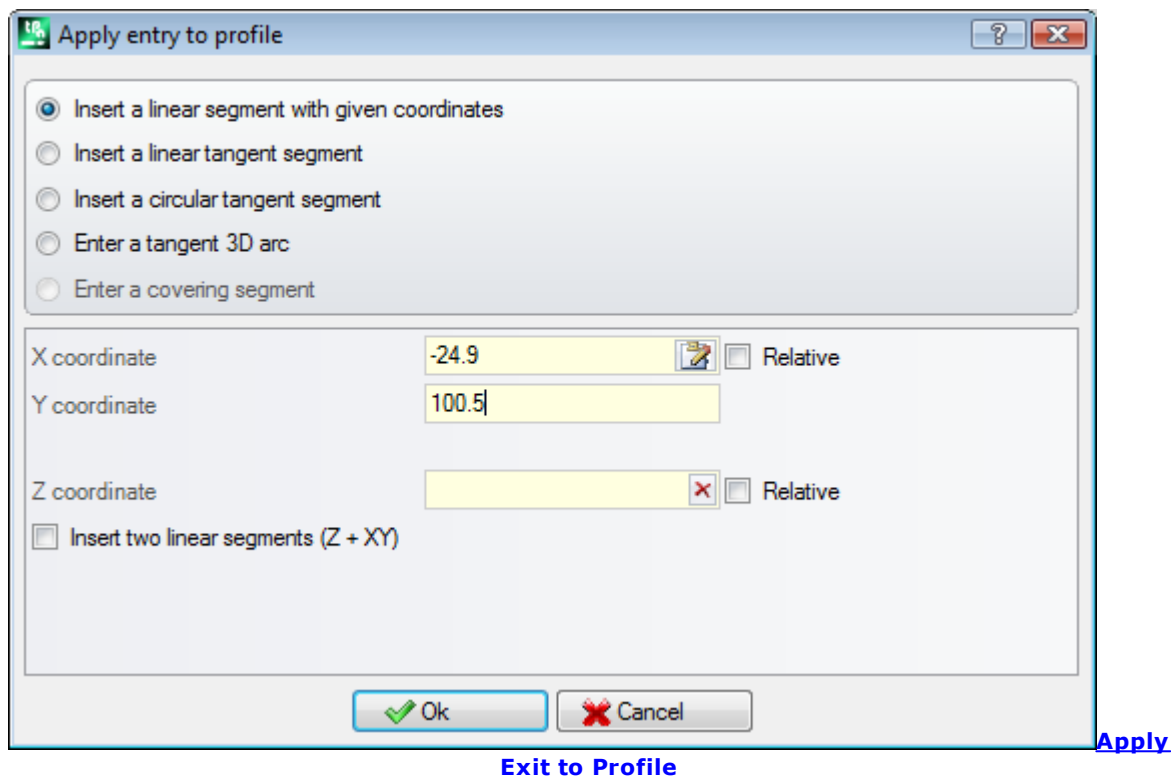 Apply entry to profile
Insert a linear segment with given coordinates
Insert a linear tangent segment
Insert a circular tangent segment
Enter a tangent 3D arc
Enter a covering segment
X coordinate -24.9 Relative
Y coordinate 100.5
Z coordinate Relative
Insert two linear segments (Z + XY)
Ok Cancel
Apply
Exit to Profile